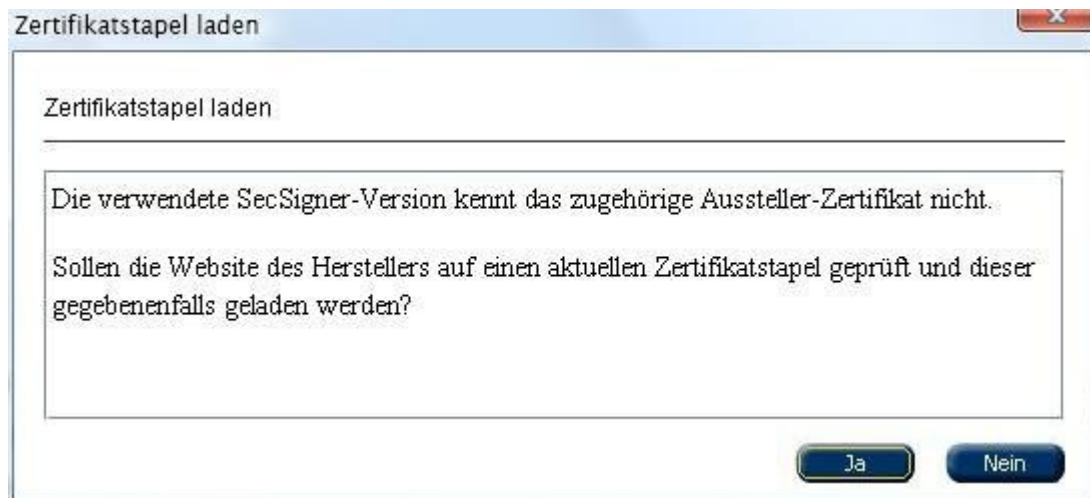 Zertifikatstapel laden
Zertifikatstapel laden
Die verwendete SecSigner-Version kennt das zugehörige Aussteller-Zertifikat nicht.
Sollen die Website des Herstellers auf einen aktuellen Zertifikatstapel geprüft und dieser
gegebenenfalls geladen werden?
Ja
Nein